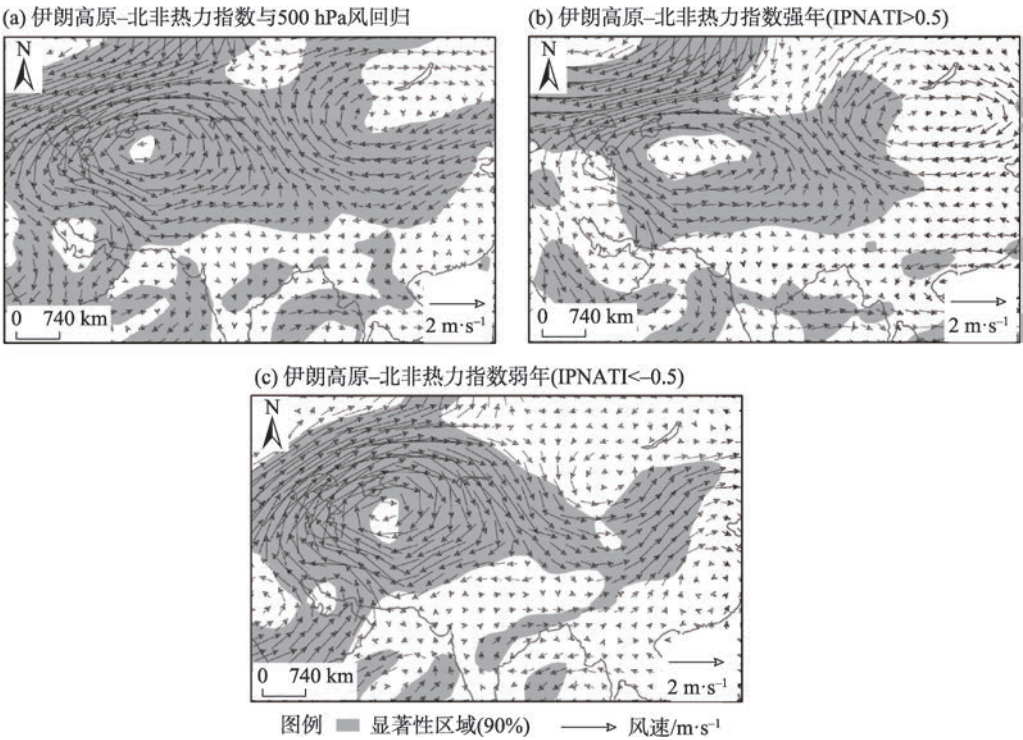 (a) 伊朗高原–北非热力指数与500 hPa风回归
N
0 740 km
2 m·s⁻¹
(b) 伊朗高原–北非热力指数强年(IPNATI>0.5)
N
0 740 km
2 m·s⁻¹
(c) 伊朗高原–北非热力指数弱年(IPNATI<–0.5)
N
0 740 km
2 m·s⁻¹
图例 显著性区域(90%) 风速/m·s⁻¹